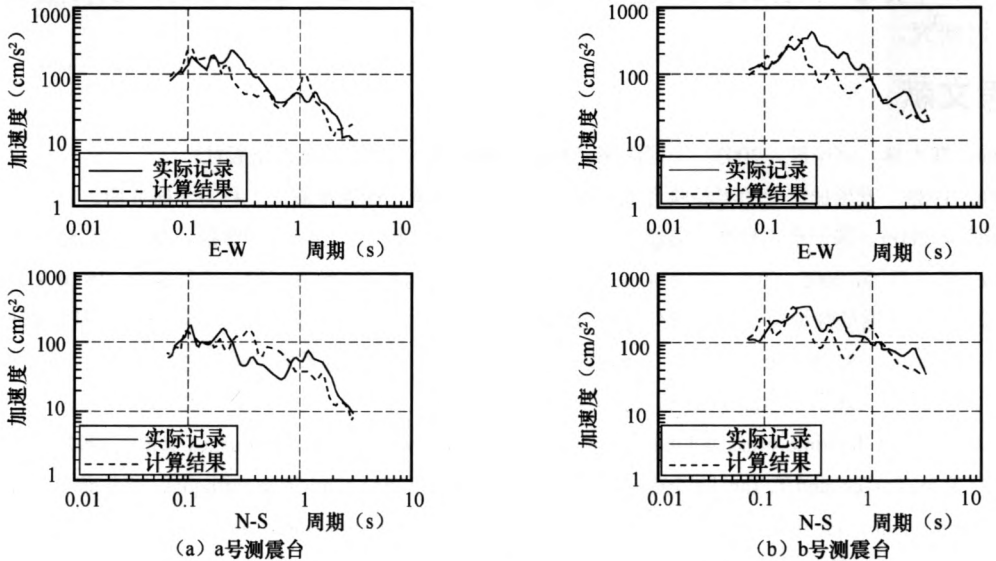 1000
100
10
1
加速度（cm/s²）
实际记录
计算结果
0.01 0.1 1 10
E-W 周期（s）
1000
100
10
1
加速度（cm/s²）
实际记录
计算结果
0.01 0.1 1 10
N-S 周期（s）
（a）a号测震台
1000
100
10
1
加速度（cm/s²）
实际记录
计算结果
0.01 0.1 1 10
E-W 周期（s）
1000
100
10
1
加速度（cm/s²）
实际记录
计算结果
0.01 0.1 1 10
N-S 周期（s）
（b）b号测震台